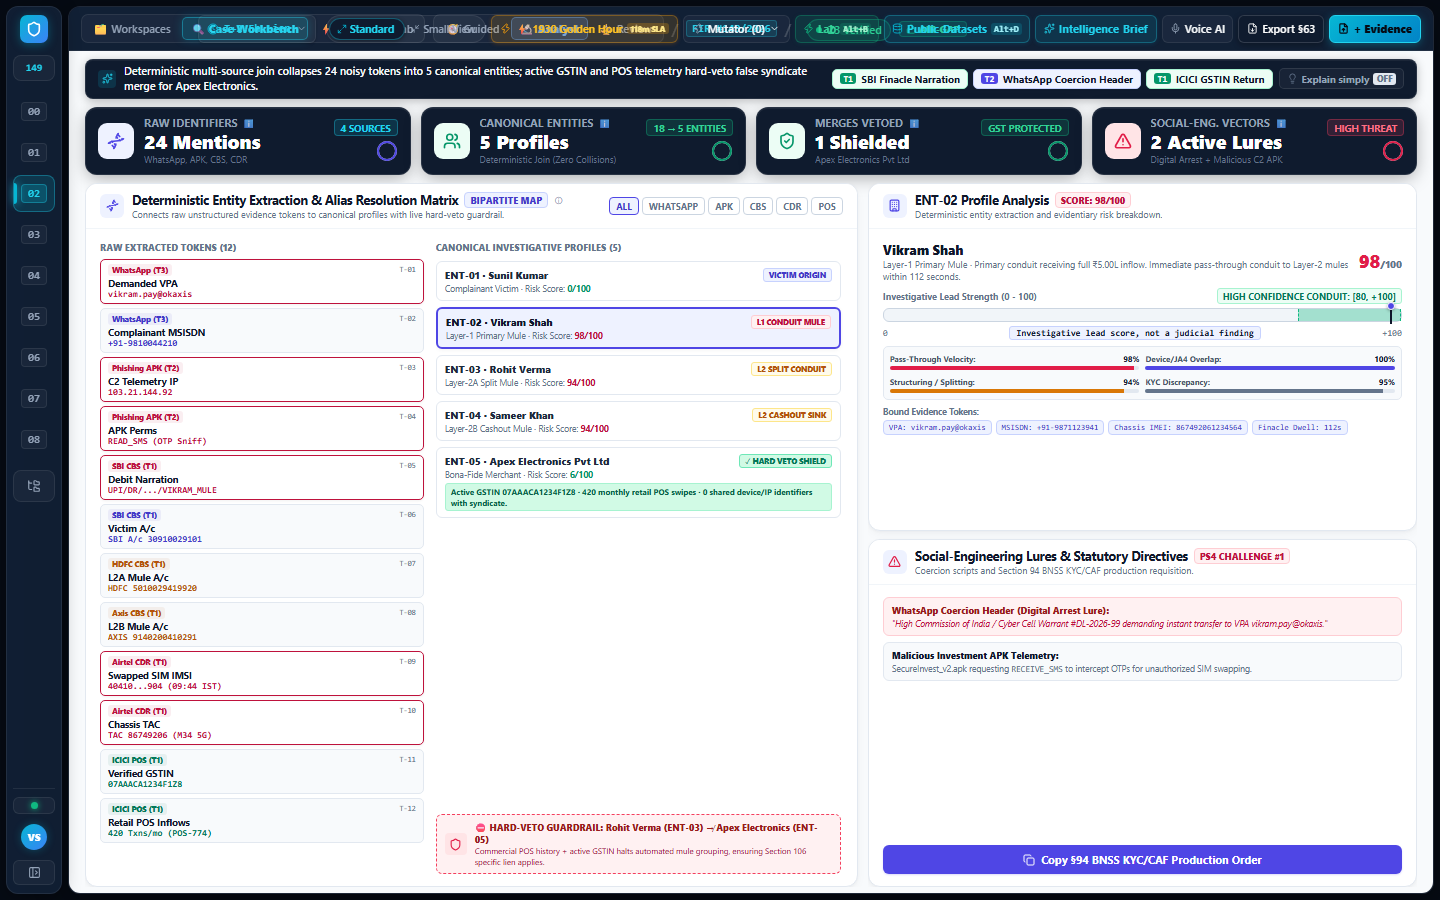 Workspaces
Case Workbench
Standard
Guided
1930 Golden Hour
Mutator (0)
Lab
Alt+B
Public Datasets
Alt+D
Intelligence Brief
Voice AI
Export §63
+ Evidence
149
00
01
02
03
04
05
06
07
08
VS
Deterministic multi-source join collapses 24 noisy tokens into 5 canonical entities; active GSTIN and POS telemetry hard-veto false syndicate
merge for Apex Electronics.
T1 SBI Finacle Narration
T2 WhatsApp Coercion Header
T1 ICICI GSTIN Return
Explain simply OFF
RAW IDENTIFIERS
24 Mentions
WhatsApp, APK, CBS, CDR
4 SOURCES
CANONICAL ENTITIES
5 Profiles
Deterministic Join (Zero Collisions)
18 → 5 ENTITIES
MERGES VETOED
1 Shielded
Apex Electronics Pvt Ltd
GST PROTECTED
SOCIAL-ENG. VECTORS
2 Active Lures
Digital Arrest + Malicious C2 APK
HIGH THREAT
Deterministic Entity Extraction & Alias Resolution Matrix BIPARTITE MAP
Connects raw unstructured evidence tokens to canonical profiles with live hard-veto guardrail.
ALL WHATSAPP APK CBS CDR POS
RAW EXTRACTED TOKENS (12)
WhatsApp (T3) T-01
Demanded VPA
vikram.pay@okaxis
WhatsApp (T3) T-02
Complainant MSISDN
+91-9810044210
Phishing APK (T2) T-03
C2 Telemetry IP
103.21.144.92
Phishing APK (T2) T-04
APK Perms
READ_SMS (OTP Sniff)
SBI CBS (T1) T-05
Debit Narration
UPI/DR/.../VIKRAM_MULE
SBI CBS (T1) T-06
Victim A/c
SBI A/c 30910029101
HDFC CBS (T1) T-07
L2A Mule A/c
HDFC 5010029419920
Axis CBS (T1) T-08
L2B Mule A/c
AXIS 9140200410291
Airtel CDR (T1) T-09
Swapped SIM IMSI
40410...904 (09:44 IST)
Airtel CDR (T1) T-10
Chassis TAC
TAC 86749206 (M34 5G)
ICICI POS (T1) T-11
Verified GSTIN
07AAACA1234F1Z8
ICICI POS (T1) T-12
Retail POS Inflows
420 Txns/mo (POS-774)
CANONICAL INVESTIGATIVE PROFILES (5)
ENT-01 · Sunil Kumar
Complainant Victim · Risk Score: 0/100
VICTIM ORIGIN
ENT-02 · Vikram Shah
Layer-1 Primary Mule · Risk Score: 98/100
L1 CONDUIT MULE
ENT-03 · Rohit Verma
Layer-2A Split Mule · Risk Score: 94/100
L2 SPLIT CONDUIT
ENT-04 · Sameer Khan
Layer-2B Cashout Mule · Risk Score: 94/100
L2 CASHOUT SINK
ENT-05 · Apex Electronics Pvt Ltd
Bona-Fide Merchant · Risk Score: 6/100
✓ HARD VETO SHIELD
Active GSTIN 07AAACA1234F1Z8 · 420 monthly retail POS swipes · 0 shared device/IP identifiers
with syndicate.
HARD-VETO GUARDRAIL: Rohit Verma (ENT-03) → Apex Electronics (ENT-
05)
Commercial POS history + active GSTIN halts automated mule grouping, ensuring Section 106
specific lien applies.
ENT-02 Profile Analysis SCORE: 98/100
Deterministic entity extraction and evidentiary risk breakdown.
Vikram Shah
Layer-1 Primary Mule · Primary conduit receiving full ₹5.00L inflow. Immediate pass-through conduit to Layer-2 mules
within 112 seconds.
98/100
Investigative Lead Strength (0 - 100)
HIGH CONFIDENCE CONDUIT: [80, +100]
0
Investigative lead score, not a judicial finding
+100
Pass-Through Velocity: 98%
Device/JA4 Overlap: 100%
Structuring / Splitting: 94%
KYC Discrepancy: 95%
Bound Evidence Tokens:
VPA: vikram.pay@okaxis
MSISDN: +91-9871123941
Chassis IMEI: 867492061234564
Finacle Dwell: 112s
Social-Engineering Lures & Statutory Directives PS4 CHALLENGE #1
Coercion scripts and Section 94 BNSS KYC/CAF production requisition.
WhatsApp Coercion Header (Digital Arrest Lure):
"High Commission of India / Cyber Cell Warrant #DL-2026-99 demanding instant transfer to VPA vikram.pay@okaxis."
Malicious Investment APK Telemetry:
SecureInvest_v2.apk requesting RECEIVE_SMS to intercept OTPs for unauthorized SIM swapping.
Copy §94 BNSS KYC/CAF Production Order